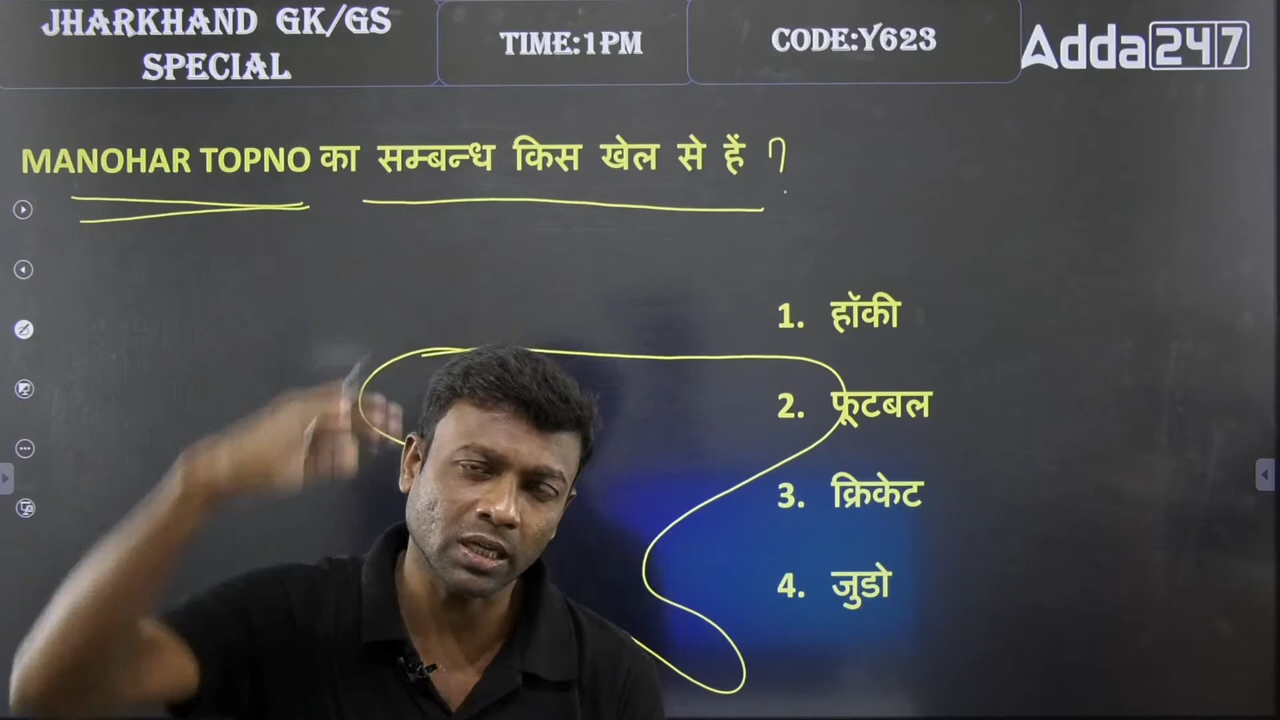 JHARKHAND GK/GS
SPECIAL
TIME:1PM
CODE:Y623
Adda247
MANOHAR TOPNO का सम्बन्ध किस खेल से हें ?
1. हॉकी
2. फूटबल
3. क्रिकेट
4. जुडो